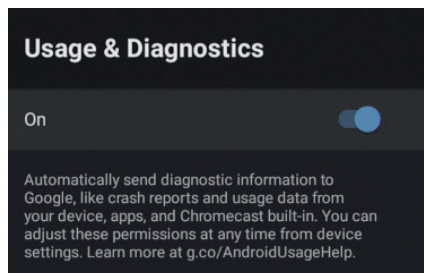 Usage & Diagnostics
On
Automatically send diagnostic information to
Google, like crash reports and usage data from
your device, apps, and Chromecast built-in. You can
adjust these permissions at any time from device
settings. Learn more at g.co/AndroidUsageHelp.